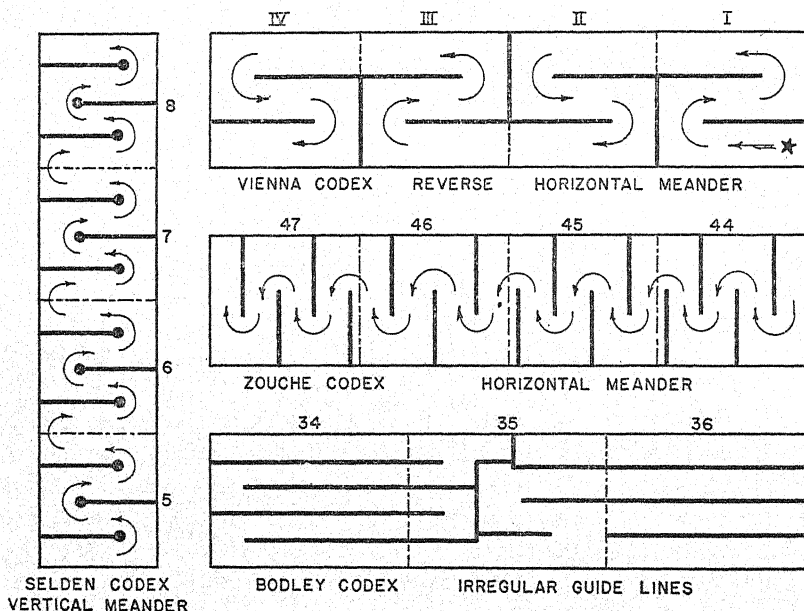 IV III II I
8
7
6
5
SELDEN CODEX
VERTICAL MEANDER
VIENNA CODEX REVERSE HORIZONTAL MEANDER
47 46 45 44
ZOUCHE CODEX HORIZONTAL MEANDER
34 35 36
BODLEY CODEX IRREGULAR GUIDE LINES